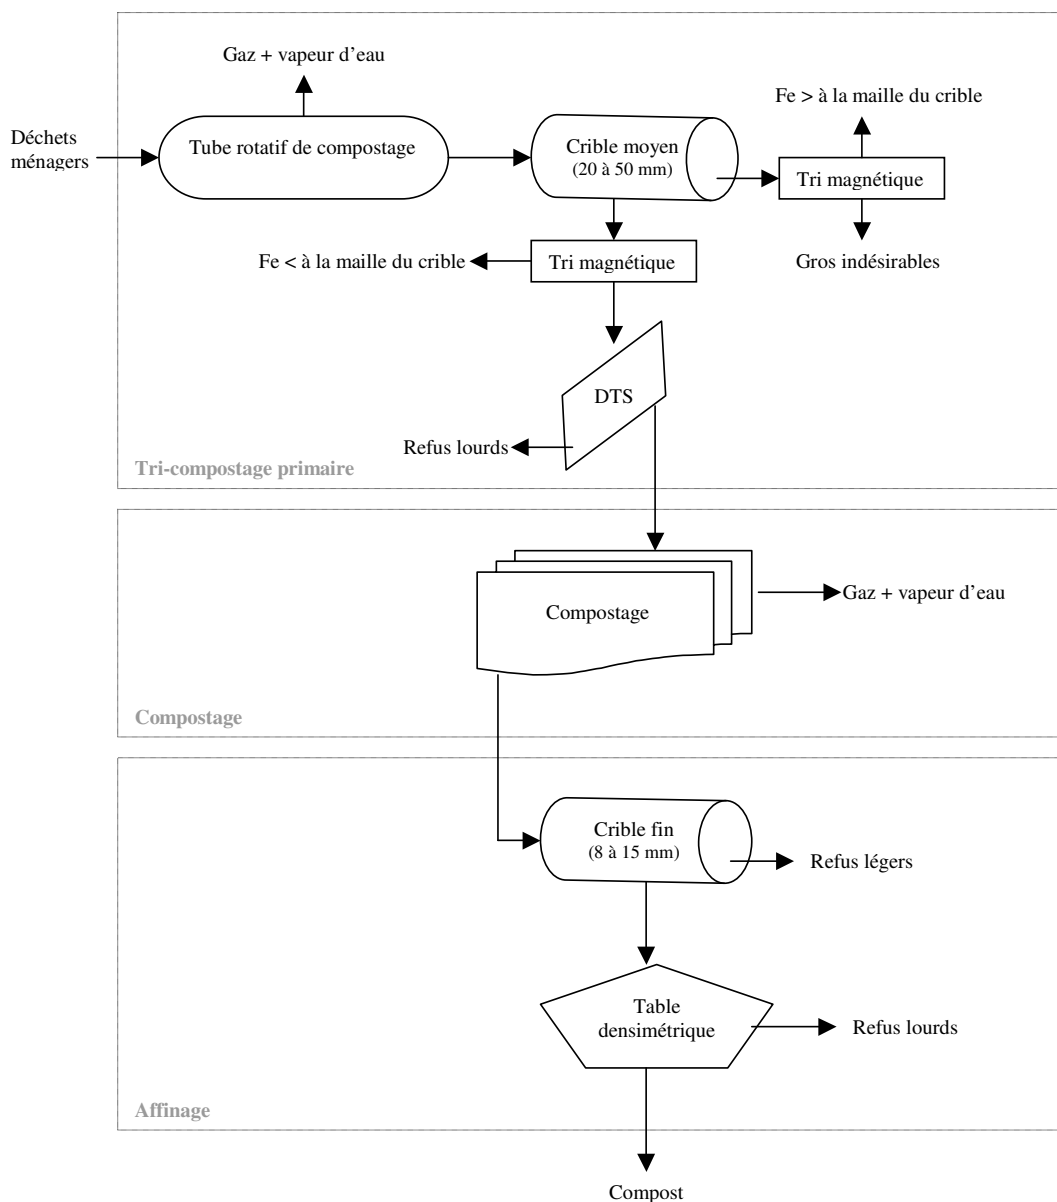 Gaz + vapeur d’eau
Fe > à la maille du crible
Déchets
ménagers
Tube rotatif de compostage
Crible moyen
(20 à 50 mm)
Tri magnétique
Fe < à la maille du crible
Tri magnétique
Gros indésirables
DTS
Refus lourds
Tri-compostage primaire
Compostage
Gaz + vapeur d’eau
Compostage
Crible fin
(8 à 15 mm)
Refus légers
Table
densimétrique
Refus lourds
Affinage
Compost